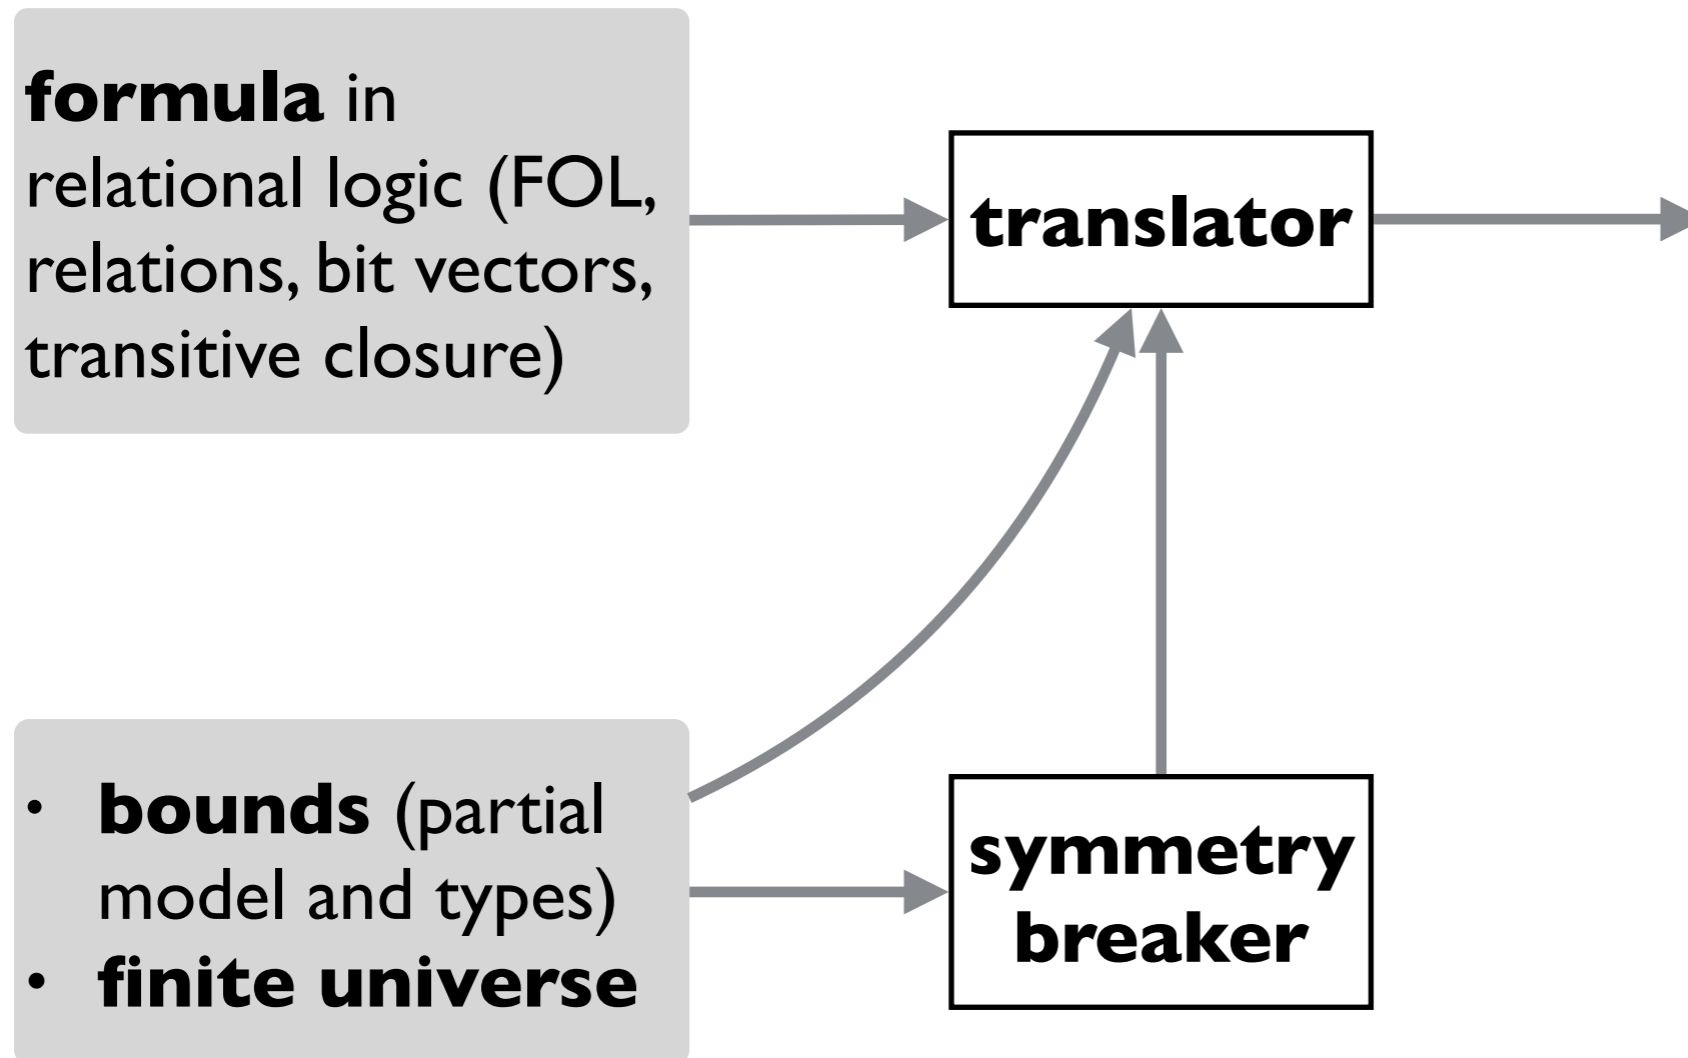 formula in
relational logic (FOL,
relations, bit vectors,
transitive closure)
translator
• bounds (partial
model and types)
• finite universe
symmetry
breaker